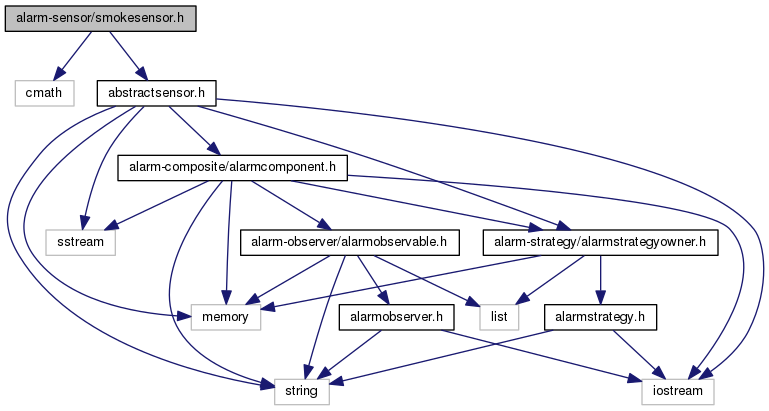 alarm-sensor/smokesensor.h
cmath
abstractsensor.h
alarm-composite/alarmcomponent.h
sstream
alarm-observer/alarmobservable.h
alarm-strategy/alarmstrategyowner.h
memory
alarmobserver.h
list
alarmstrategy.h
string
iostream